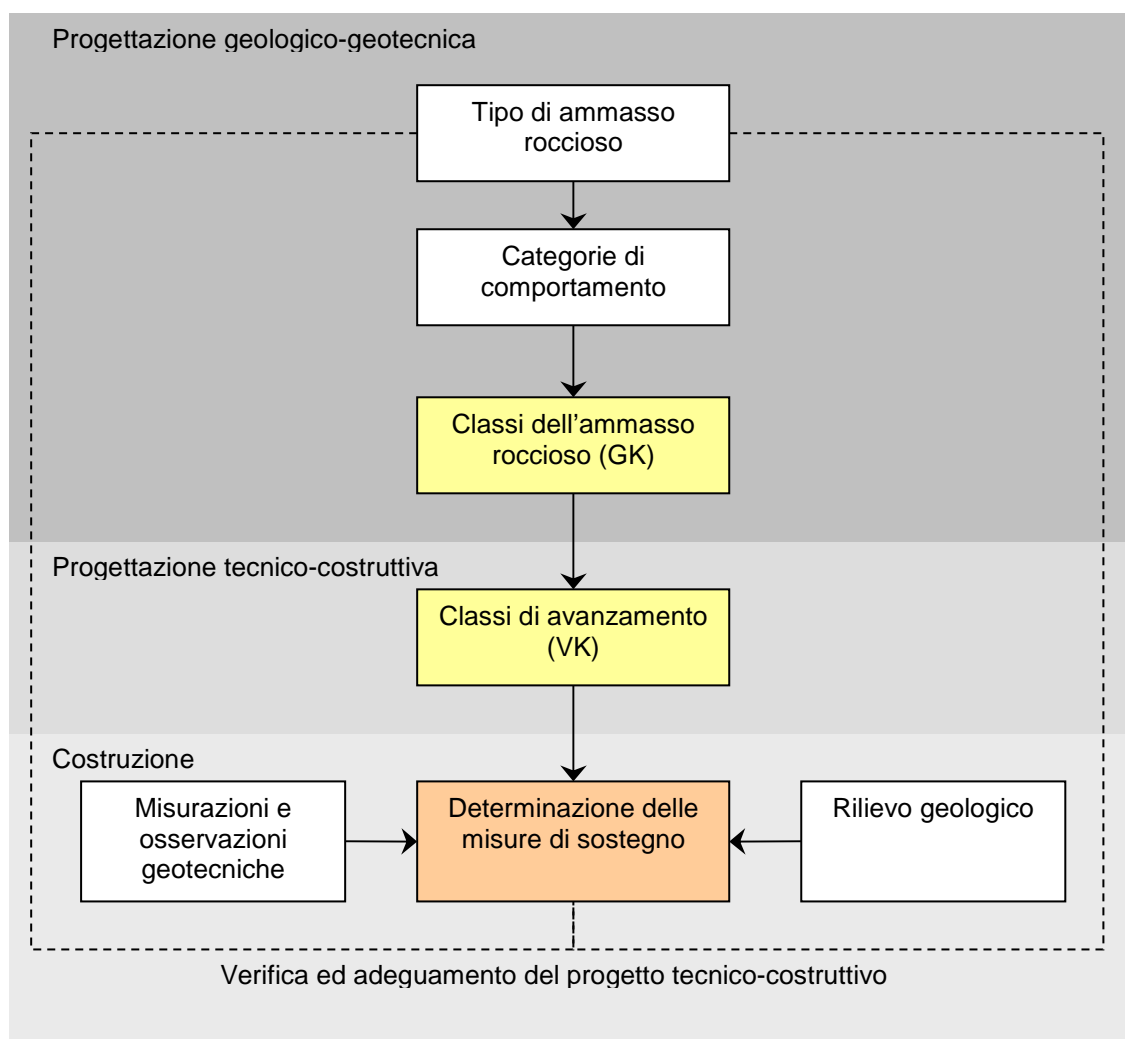 Progettazione geologico-geotecnica
Tipo di ammasso
roccioso
Categorie di
comportamento
Classi dell'ammasso
roccioso (GK)
Progettazione tecnico-costruttiva
Classi di avanzamento
(VK)
Costruzione
Misurazioni e
osservazioni
geotecniche
Determinazione delle
misure di sostegno
Rilievo geologico
Verifica ed adeguamento del progetto tecnico-costruttivo